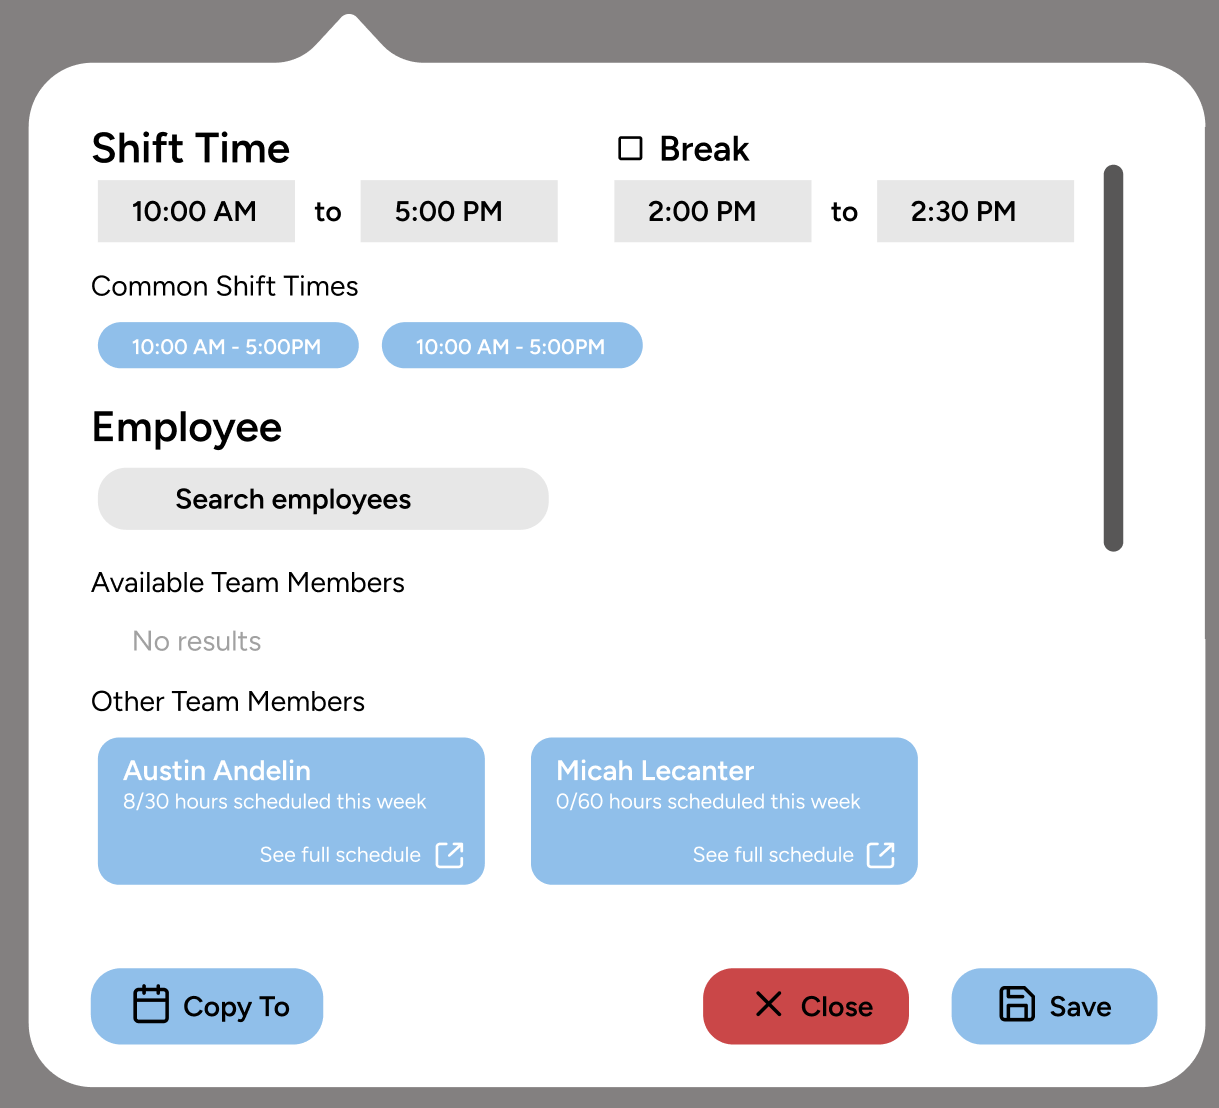 Shift Time
Break
10:00 AM to 5:00 PM
2:00 PM to 2:30 PM
Common Shift Times
10:00 AM - 5:00PM
10:00 AM - 5:00PM
Employee
Search employees
Available Team Members
No results
Other Team Members
Austin Andelin
8/30 hours scheduled this week
See full schedule
Micah Lecanter
0/60 hours scheduled this week
See full schedule
Copy To
Close
Save